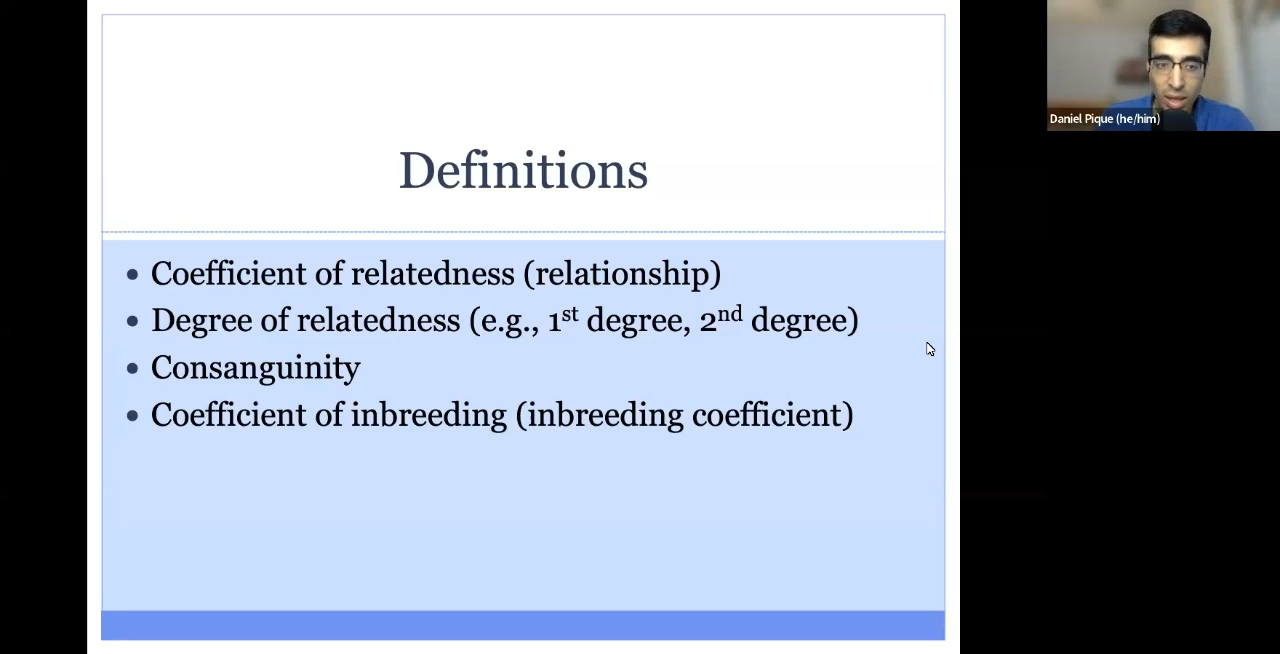 Definitions
Coefficient of relatedness (relationship)
Degree of relatedness (e.g., 1st degree, 2nd degree)
Consanguinity
Coefficient of inbreeding (inbreeding coefficient)
Daniel Pique (he/him)